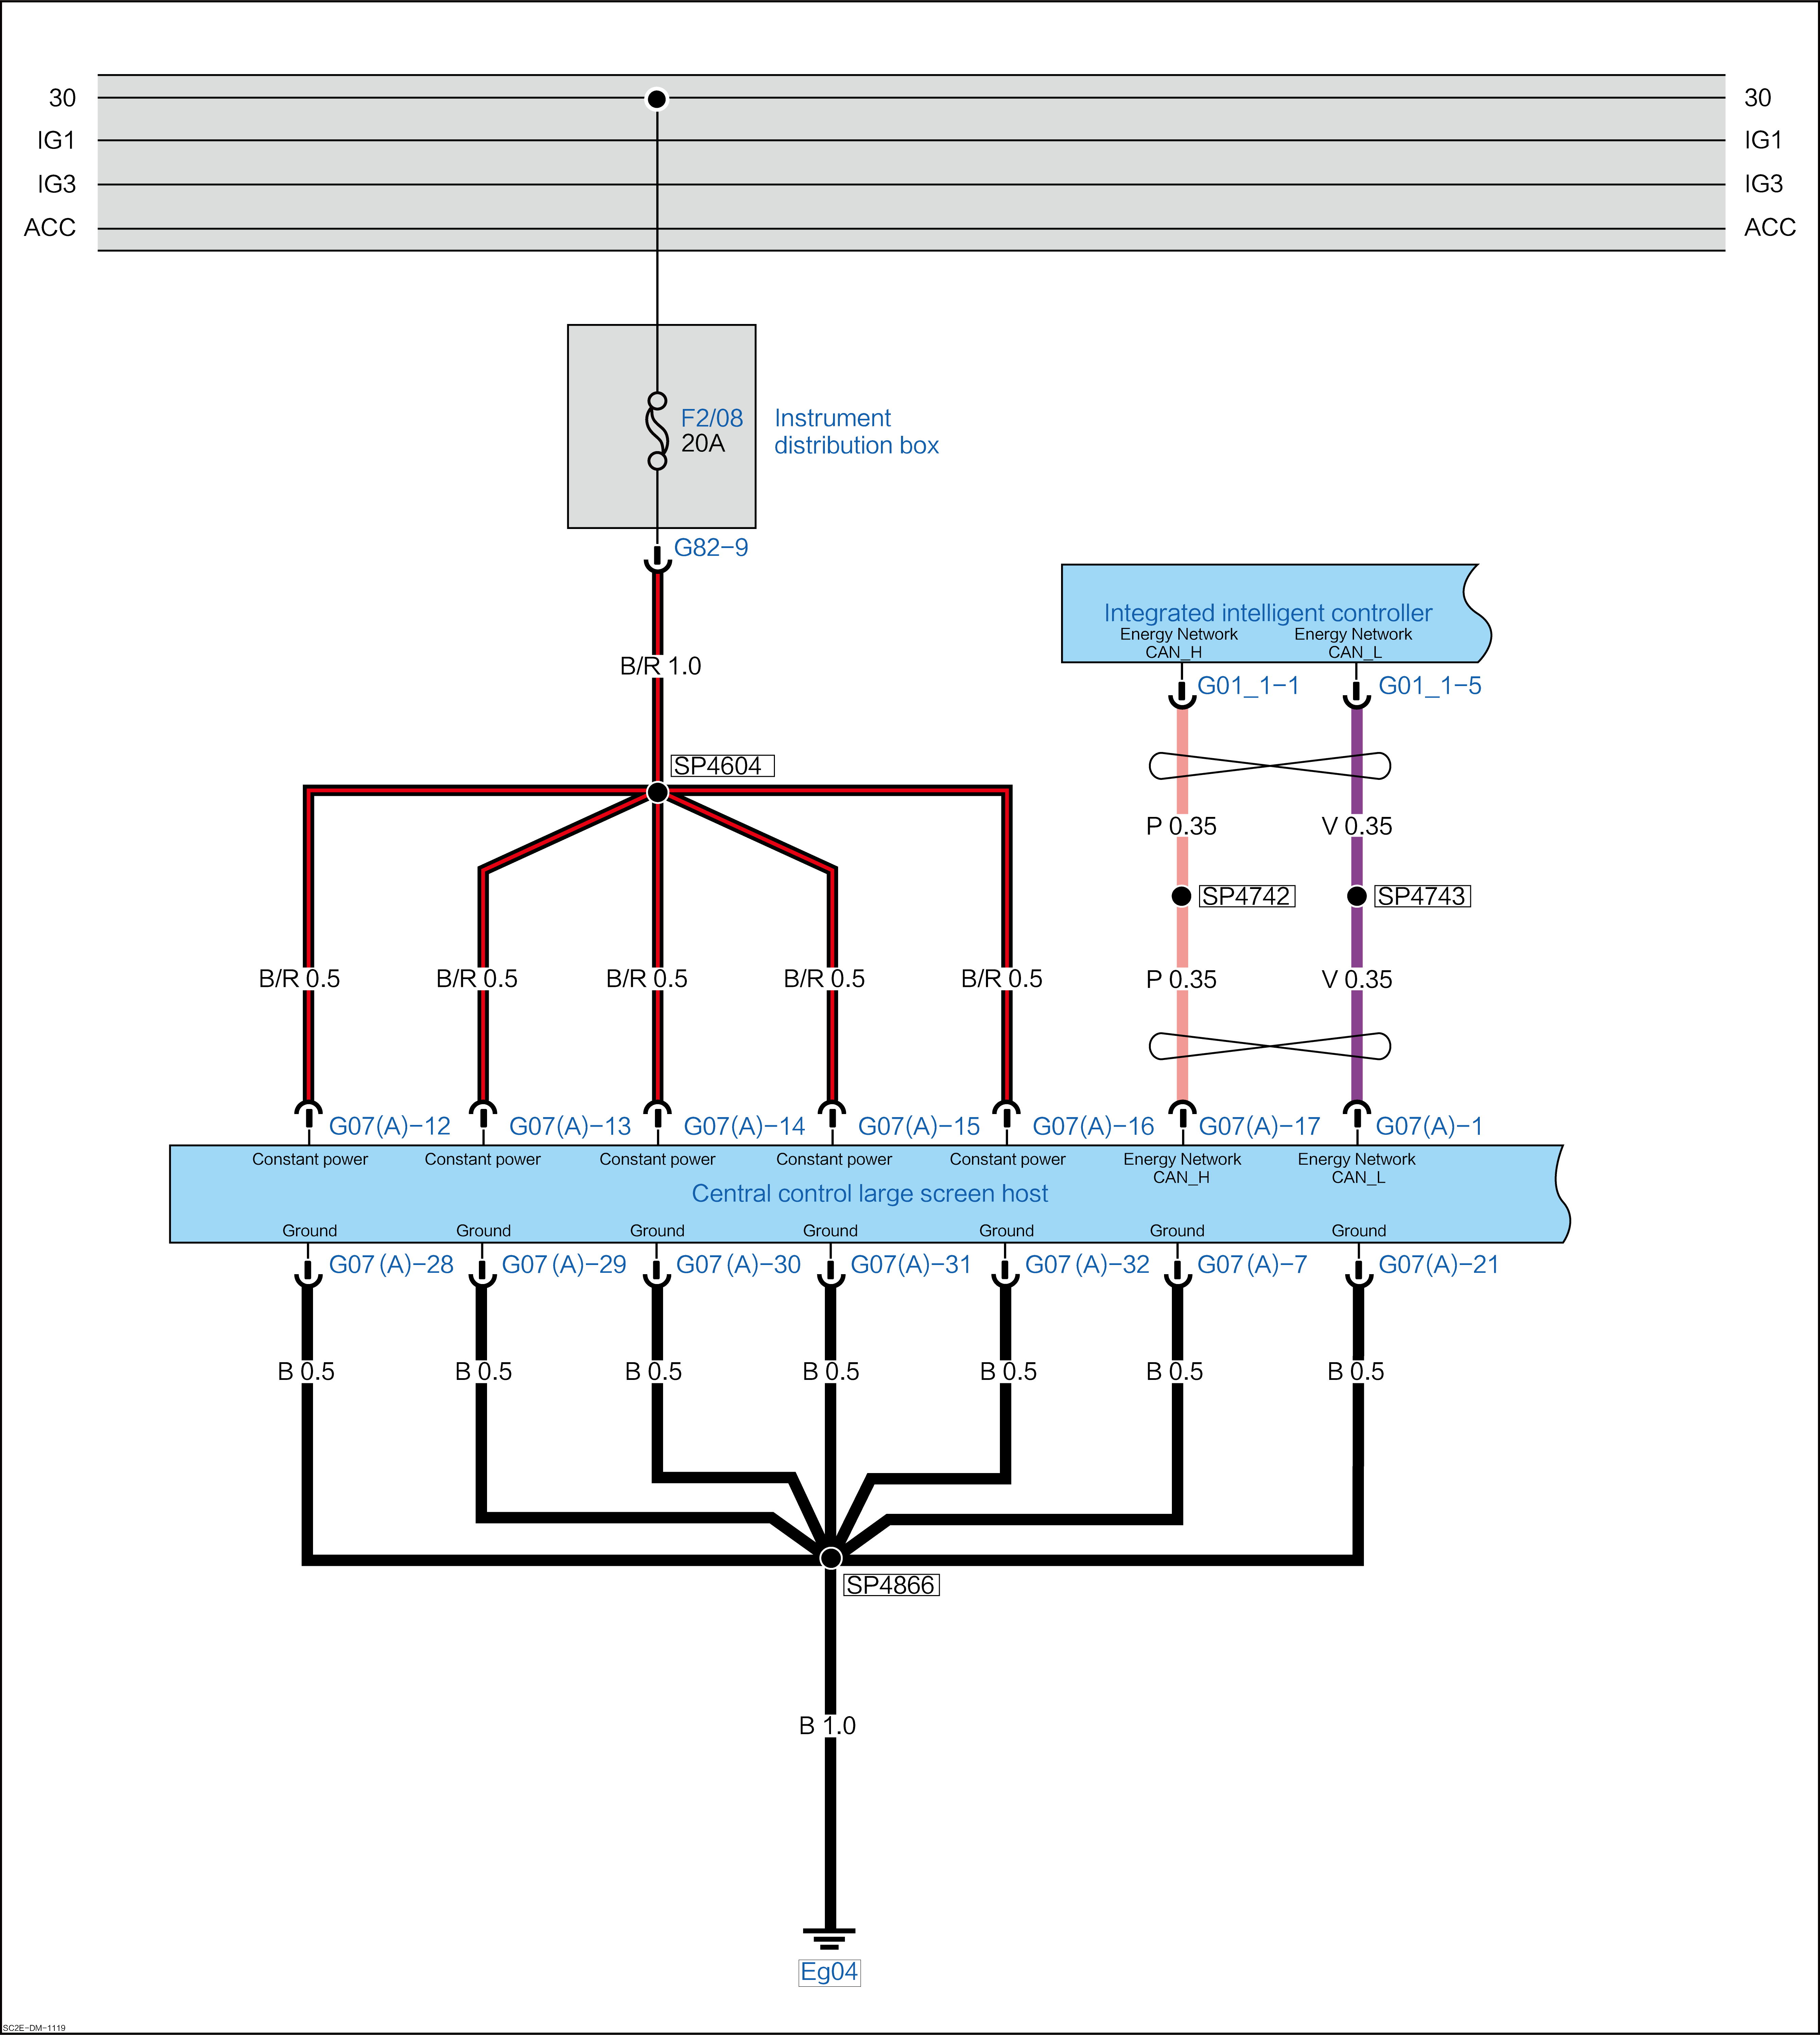 30 30
IG1 IG1
IG3 IG3
ACC ACC
F2/08
20A
Instrument
distribution box
G82-9
B/R 1.0
SP4604
Integrated intelligent controller
Energy Network Energy Network
CAN_H CAN_L
G01_1-1 G01_1-5
P 0.35 V 0.35
SP4742 SP4743
B/R 0.5 B/R 0.5 B/R 0.5 B/R 0.5 B/R 0.5 P 0.35 V 0.35
G07(A)-12 G07(A)-13 G07(A)-14 G07(A)-15 G07(A)-16 G07(A)-17 G07(A)-1
Constant power Constant power Constant power Constant power Constant power Energy Network Energy Network
CAN_H CAN_L
Central control large screen host
Ground Ground Ground Ground Ground Ground Ground
G07(A)-28 G07(A)-29 G07(A)-30 G07(A)-31 G07(A)-32 G07(A)-7 G07(A)-21
B 0.5 B 0.5 B 0.5 B 0.5 B 0.5 B 0.5 B 0.5
SP4866
B 1.0
Eg04
SC2E-DM-1119